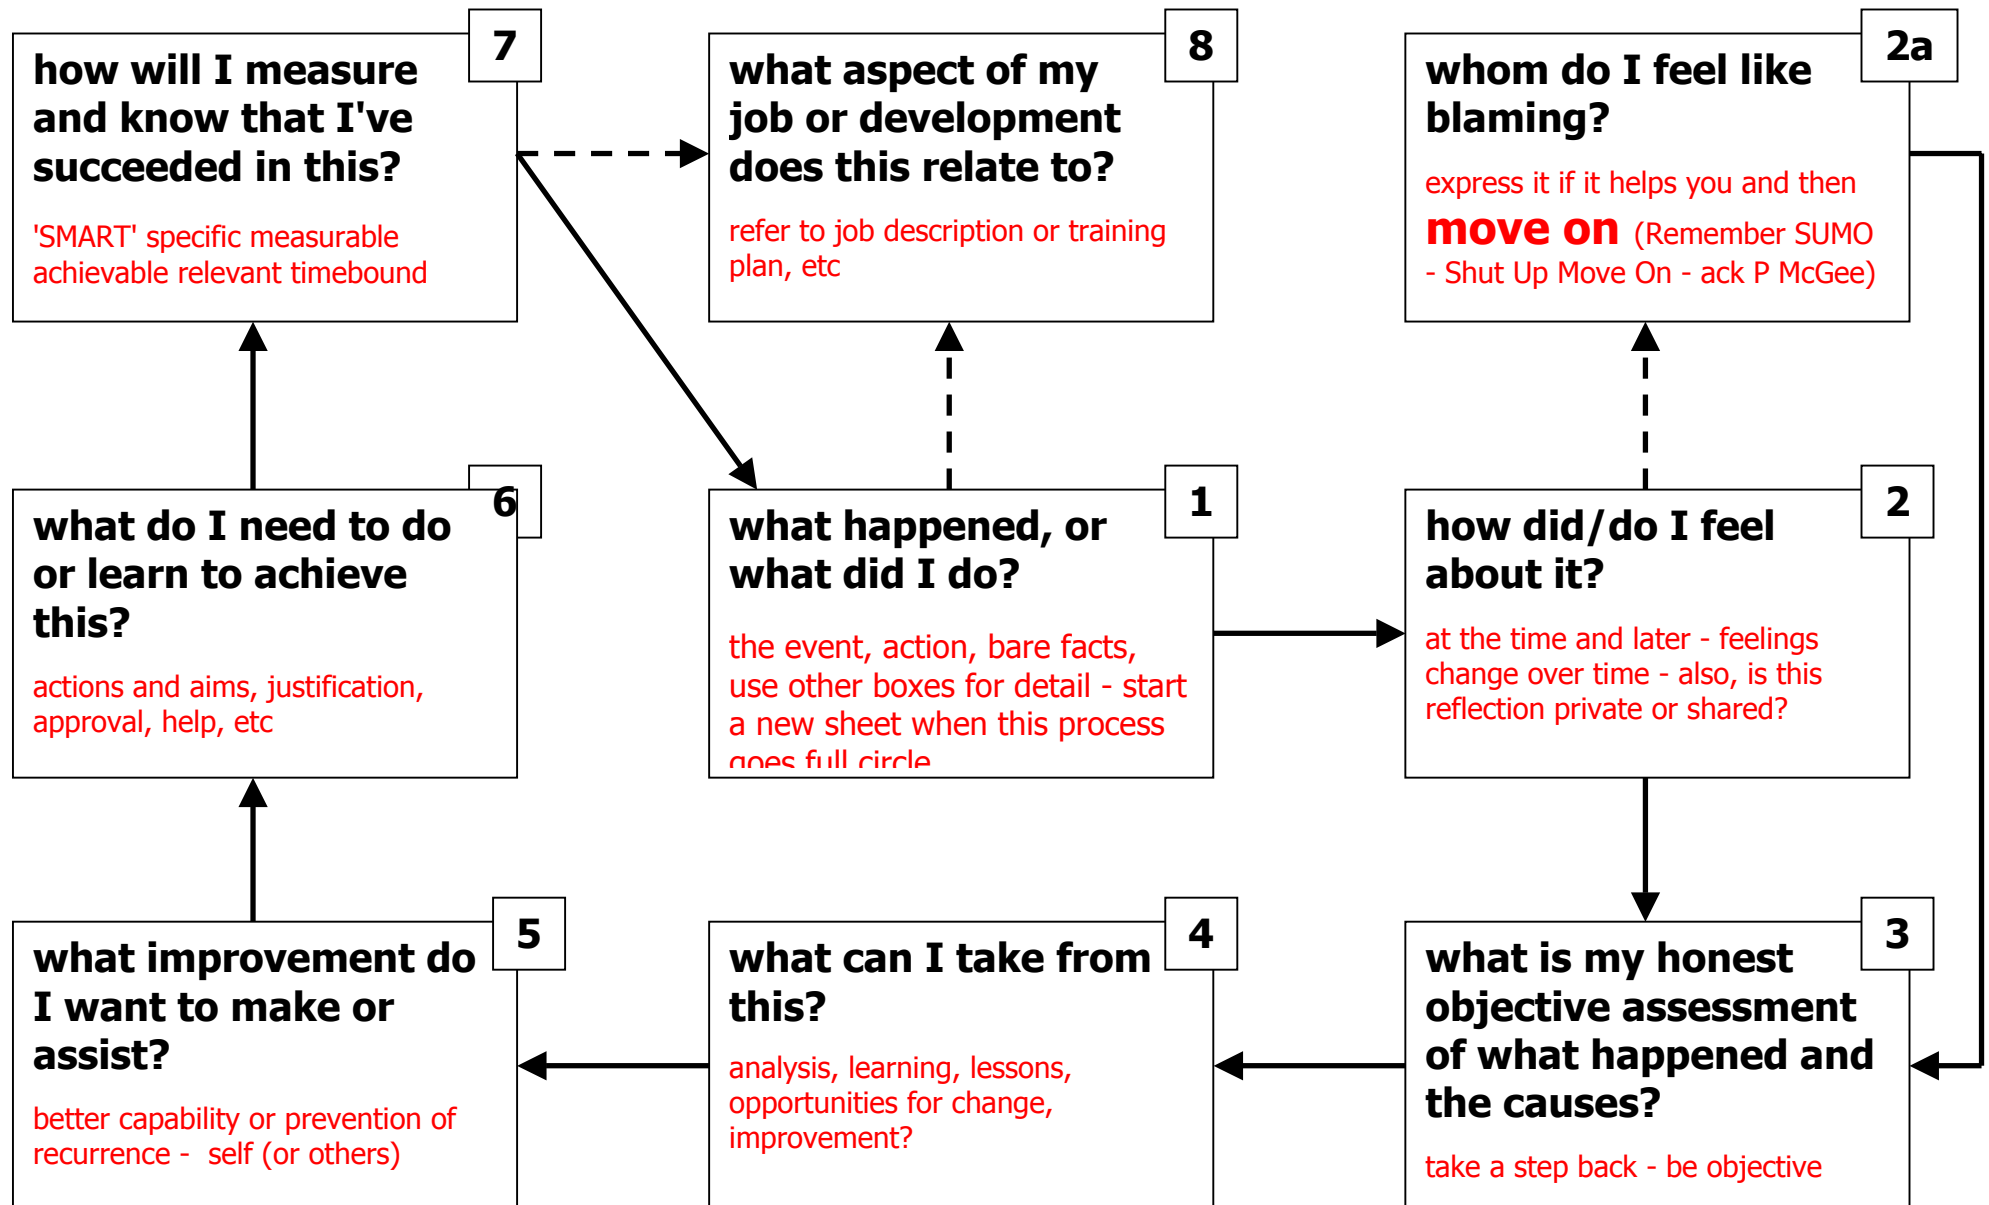 7
how will I measure
and know that I've
succeeded in this?
'SMART' specific measurable
achievable relevant timebound
8
what aspect of my
job or development
does this relate to?
refer to job description or training
plan, etc
2a
whom do I feel like
blaming?
express it if it helps you and then
move on (Remember SUMO
- Shut Up Move On - ack P McGee)
6
what do I need to do
or learn to achieve
this?
actions and aims, justification,
approval, help, etc
1
what happened, or
what did I do?
the event, action, bare facts,
use other boxes for detail - start
a new sheet when this process
goes full circle
2
how did/do I feel
about it?
at the time and later - feelings
change over time - also, is this
reflection private or shared?
5
what improvement do
I want to make or
assist?
better capability or prevention of
recurrence - self (or others)
4
what can I take from
this?
analysis, learning, lessons,
opportunities for change,
improvement?
3
what is my honest
objective assessment
of what happened and
the causes?
take a step back - be objective